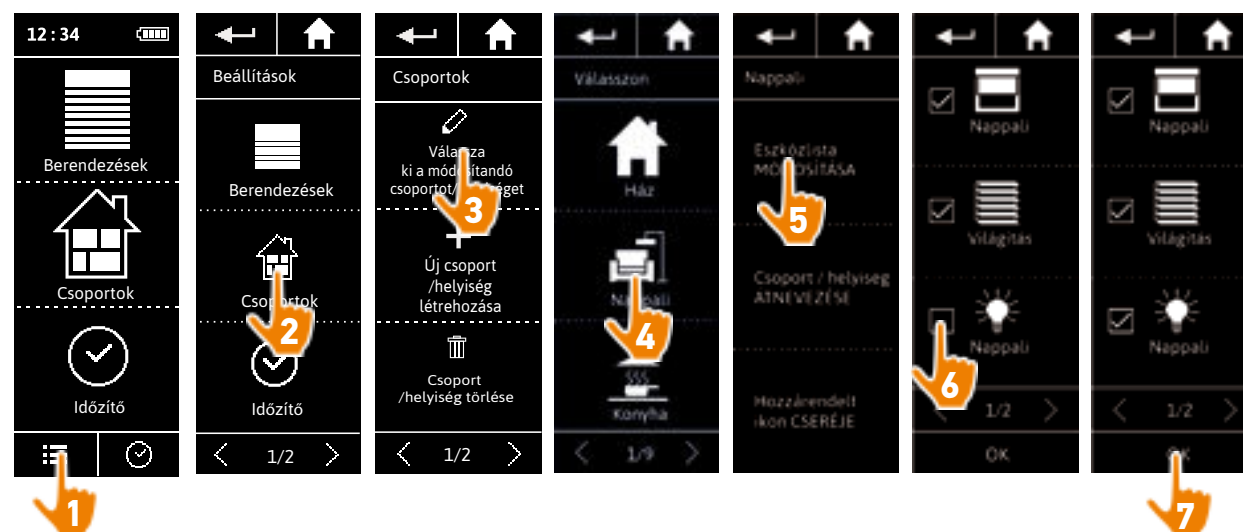 12:34
Berendezések
Csoportok
Időzítő
1
Beállítások
Berendezések
Csoportok
2
Időzítő
1/2
Csoportok
ki a módosítandó
3
Új csoport
/helyiség
létrehozása
Csoport
/helyiség törlése
1/2
Válasszon
Ház
Nappali
4
Konyha
1/9
Nappali
Eszközlista
MÓDOSÍTÁSA
5
Csoport / helyiség
ÁTNEVEZÉSE
Hozzárendelt
ikon CSERÉJE
Nappali
Világítás
Nappali
6
1/2
OK
Nappali
Világítás
Nappali
1/2
OK
7